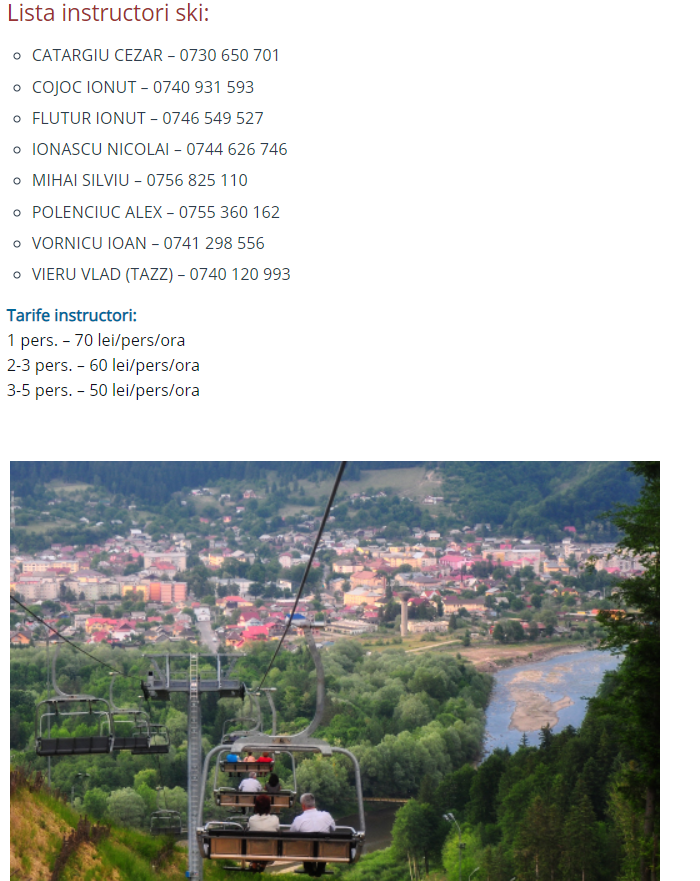 Lista instructori ski:
CATARGIU CEZAR – 0730 650 701
COJOC IONUT – 0740 931 593
FLUTUR IONUT – 0746 549 527
IONASCU NICOLAI – 0744 626 746
MIHAI SILVIU – 0756 825 110
POLENCIUC ALEX – 0755 360 162
VORNICU IOAN – 0741 298 556
VIERU VLAD (TAZZ) – 0740 120 993
Tarife instructori:
1 pers. – 70 lei/pers/ora
2-3 pers. – 60 lei/pers/ora
3-5 pers. – 50 lei/pers/ora